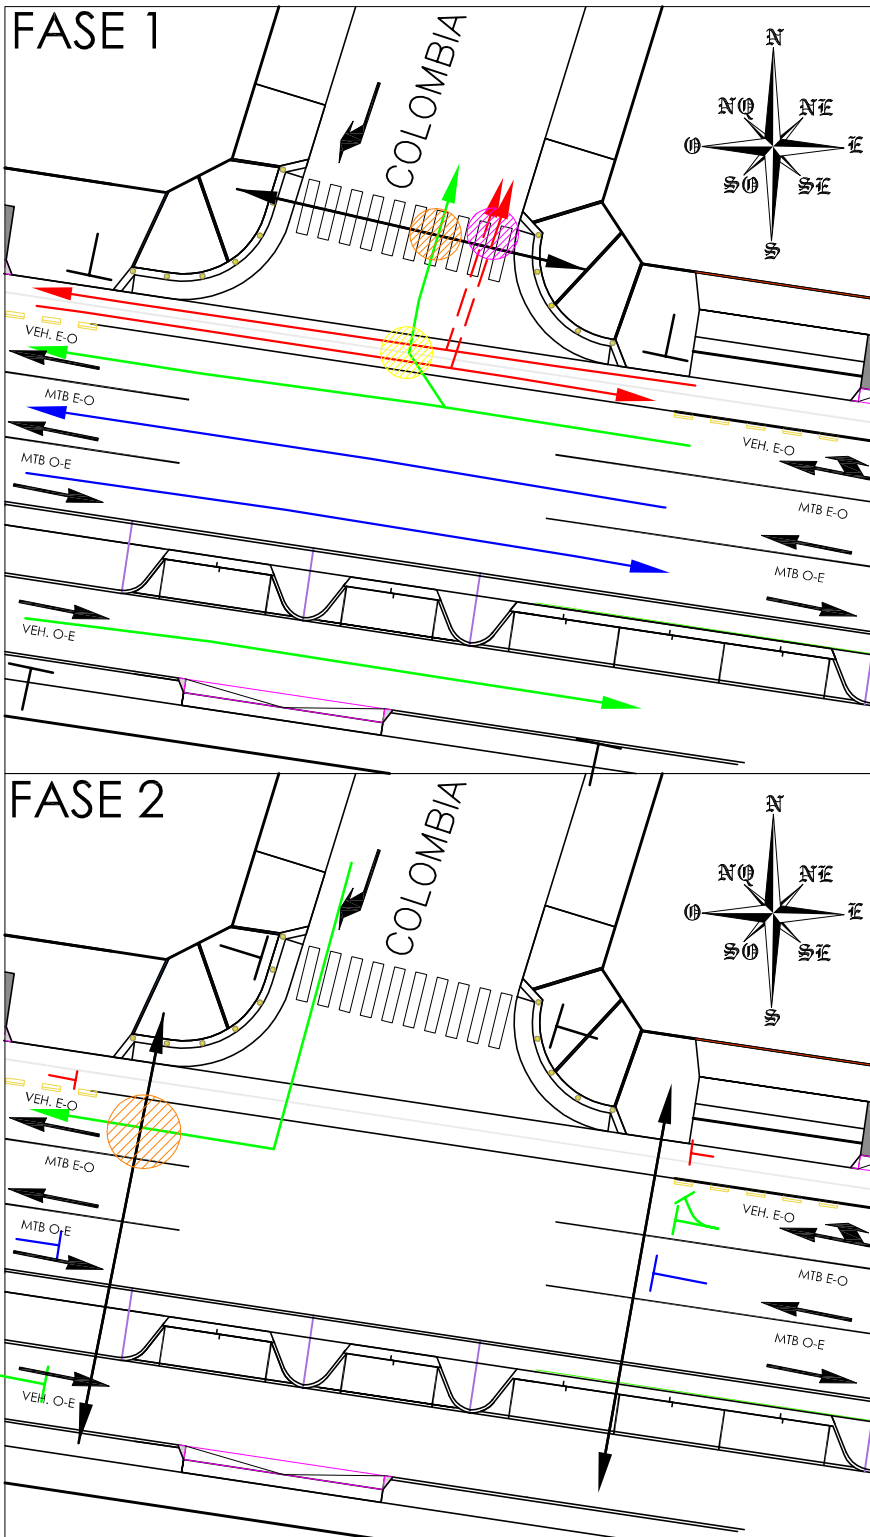 FASE 1
COLOMBIA
N
NO
NE
O
E
SO
SE
S
VEH. E-O
MTB E-O
MTB O-E
VEH. E-O
MTB E-O
MTB O-E
VEH. O-E
FASE 2
COLOMBIA
N
NO
NE
O
E
SO
SE
S
VEH. E-O
MTB E-O
MTB O-E
VEH. E-O
MTB E-O
MTB O-E
VEH. O-E